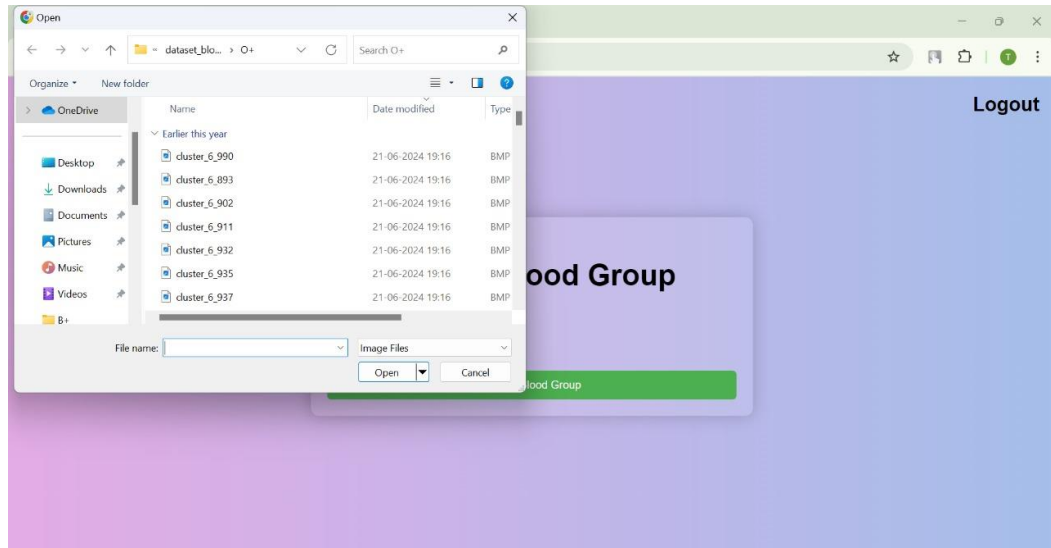 Open
dataset_blo... › O+
Search O+
Organize
New folder
OneDrive
Name
Date modified
Type
Earlier this year
Desktop
Downloads
Documents
Pictures
Music
Videos
B+
cluster_6_990 21-06-2024 19:16 BMP
cluster_6_893 21-06-2024 19:16 BMP
cluster_6_902 21-06-2024 19:16 BMP
cluster_6_911 21-06-2024 19:16 BMP
cluster_6_932 21-06-2024 19:16 BMP
cluster_6_935 21-06-2024 19:16 BMP
cluster_6_937 21-06-2024 19:16 BMP
File name:
Image Files
Open
Cancel
T
Logout
ood Group
lood Group